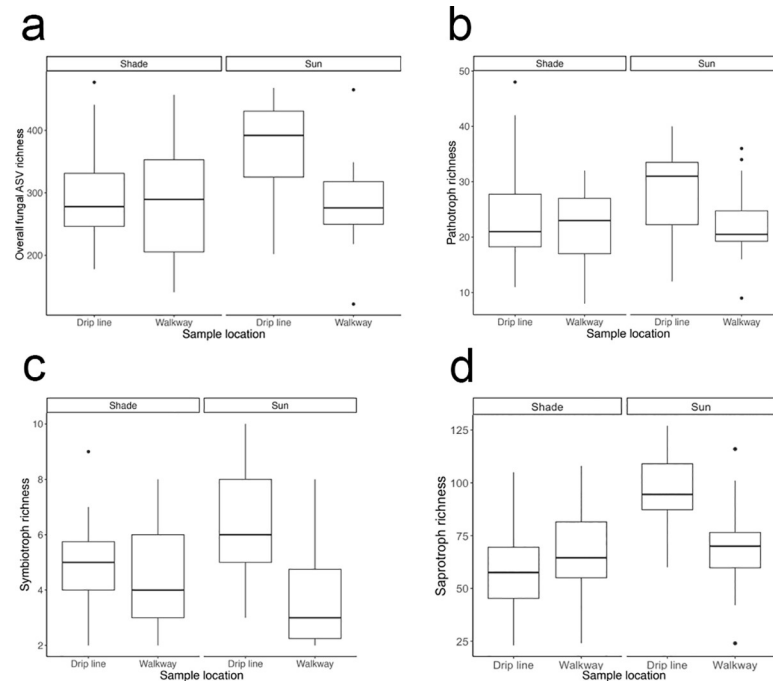 a
Shade Sun
Overall fungal ASV richness
400
300
200
Drip line Walkway Drip line Walkway
Sample location
b
Shade Sun
Pathotroph richness
50
40
30
20
10
Drip line Walkway Drip line Walkway
Sample location
c
Shade Sun
Symbiotroph richness
10
8
6
4
2
Drip line Walkway Drip line Walkway
Sample location
d
Shade Sun
Saprotroph richness
125
100
75
50
25
Drip line Walkway Drip line Walkway
Sample location